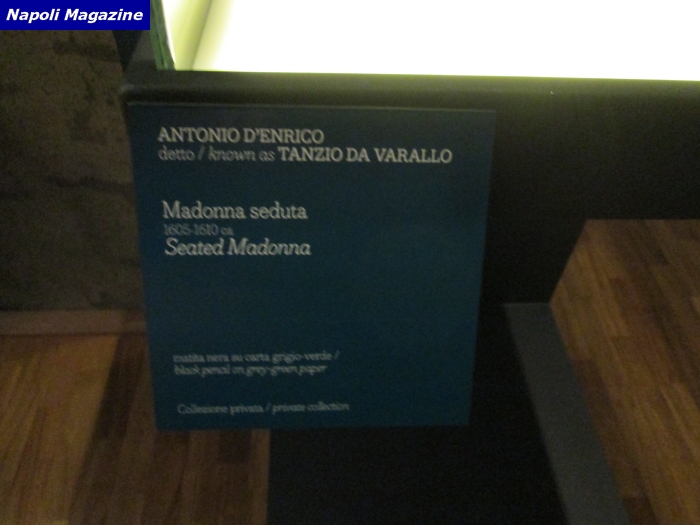 Napoli Magazine
ANTONIO D'ENRICO
detto / known as TANZIO DA VARALLO
Madonna seduta
1605-1610 ca
Seated Madonna
matita nera su carta grigio-verde /
black pencil on grey-green paper
Collezione privata / private collection